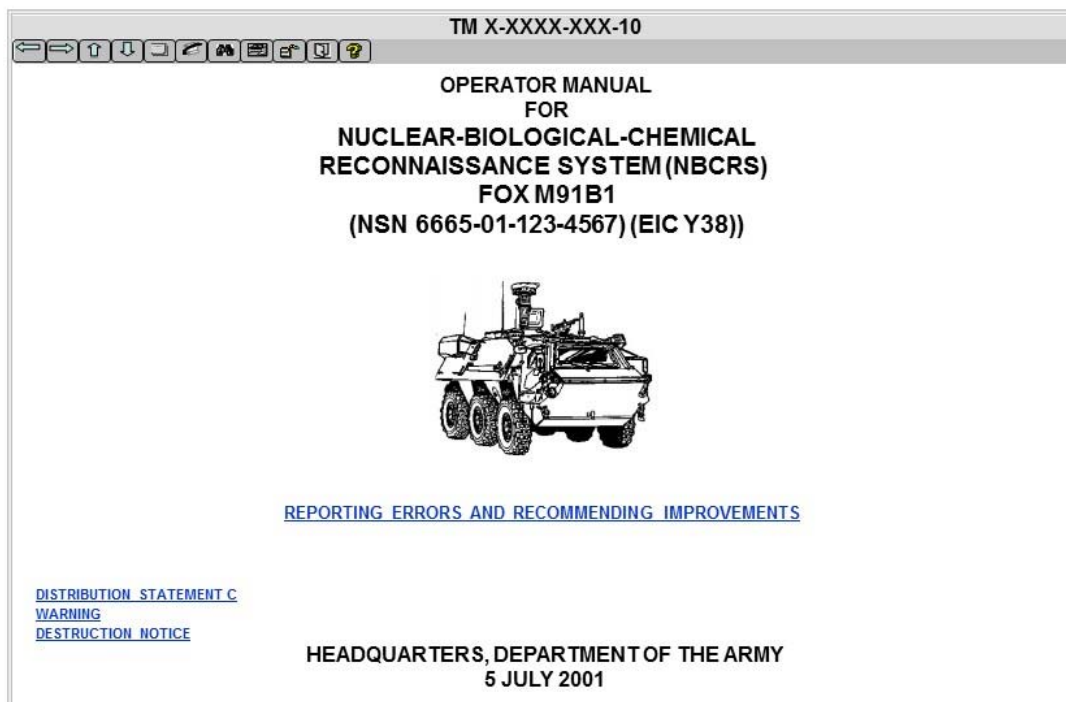 TM X-XXXX-XXX-10
OPERATOR MANUAL
FOR
NUCLEAR-BIOLOGICAL-CHEMICAL
RECONNAISSANCE SYSTEM (NBCRS)
FOX M91B1
(NSN 6665-01-123-4567) (EIC Y38))
REPORTING ERRORS AND RECOMMENDING IMPROVEMENTS
DISTRIBUTION STATEMENT C
WARNING
DESTRUCTION NOTICE
HEADQUARTERS, DEPARTMENT OF THE ARMY
5 JULY 2001